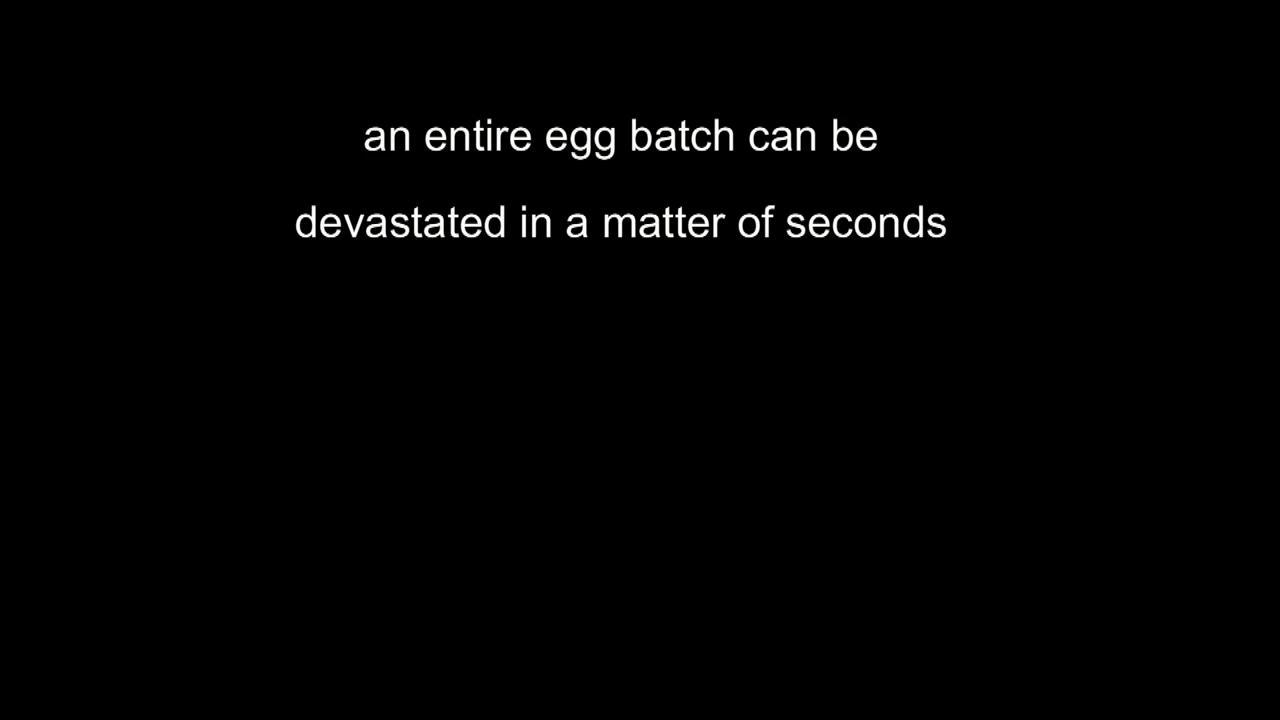 an entire egg batch can be
devastated in a matter of seconds